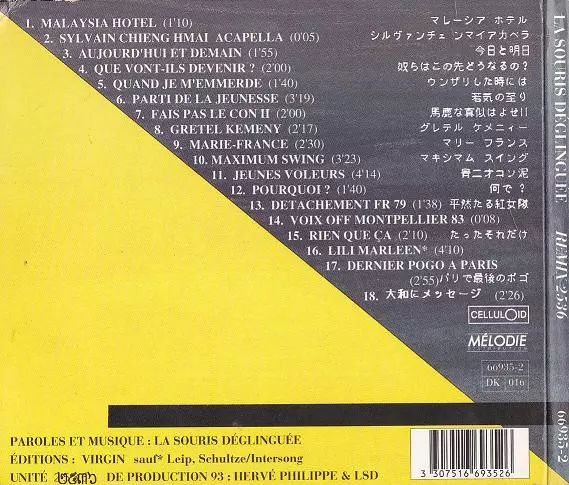 1. MALAYSIA HOTEL (1'10) マレーシア ホテル
2. SYLVAIN CHIENG HMAI ACAPELLA (0'05) シルヴァンチェ ンマイアカペラ
3. AUJOURD'HUI ET DEMAIN (1'55) 今日と明日
4. QUE VONT-ILS DEVENIR ? (2'00) 奴らはこの先どうなるの?
5. QUAND JE M'EMMERDE (1'40) ウンザリした時には
6. PARTI DE LA JEUNESSE (3'19) 若気の至り
7. FAIS PAS LE CON II (2'00) 馬鹿な真似はよせ!!
8. GRETEL KEMENY (2'17) グレテル ケメニィー
9. MARIE-FRANCE (2'30) マリー フランス
10. MAXIMUM SWING (3'23) マキシマム スイング
11. JEUNES VOLEURS (4'14) 青二オコン泥
12. POURQUOI ? (1'40) 何で?
13. DETACHEMENT FR 79 (1'38) 平然たる紅女隊
14. VOIX OFF MONTPELLIER 83 (0'08)
15. RIEN QUE ÇA (2'10) たったそれだけ
16. LILI MARLEEN* (4'10)
17. DERNIER POGO A PARIS
(2'55) パリで最後のポゴ
18. 大和にメッセージ (2'26)
CELLULOID
MÉLODIE
DISTRIBUTION
66935-2
DK 016
PAROLES ET MUSIQUE : LA SOURIS DÉGLINGUÉE
ÉDITIONS : VIRGIN sauf* Leip, Schultze/Intersong
UNITÉ DE PRODUCTION 93 : HERVÉ PHILIPPE & LSD
3 307516 693526
LA SOURIS DÉGLINGUÉE REMIX 2536 66935-2